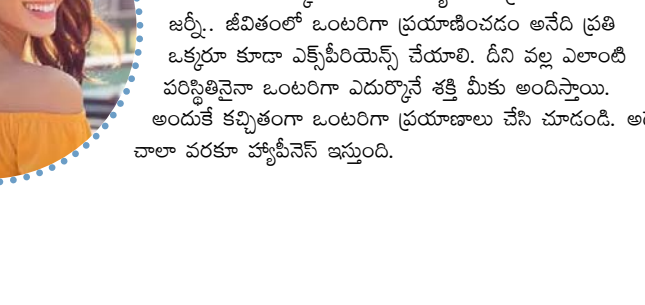 జర్నీ.. జీవితంలో ఒంటరిగా ప్రయాణించడం అనేది ప్రతి
ఒక్కరూ కూడా ఎక్స్‌పీరియెన్స్ చేయాలి. దీని వల్ల ఎలాంటి
పరిస్థితినైనా ఒంటరిగా ఎదుర్కొనే శక్తి మీకు అందిస్తాయి.
అందుకే కచ్చితంగా ఒంటరిగా ప్రయాణాలు చేసి చూడండి.
చాలా వరకూ హ్యాపీనెస్ ఇస్తుంది.